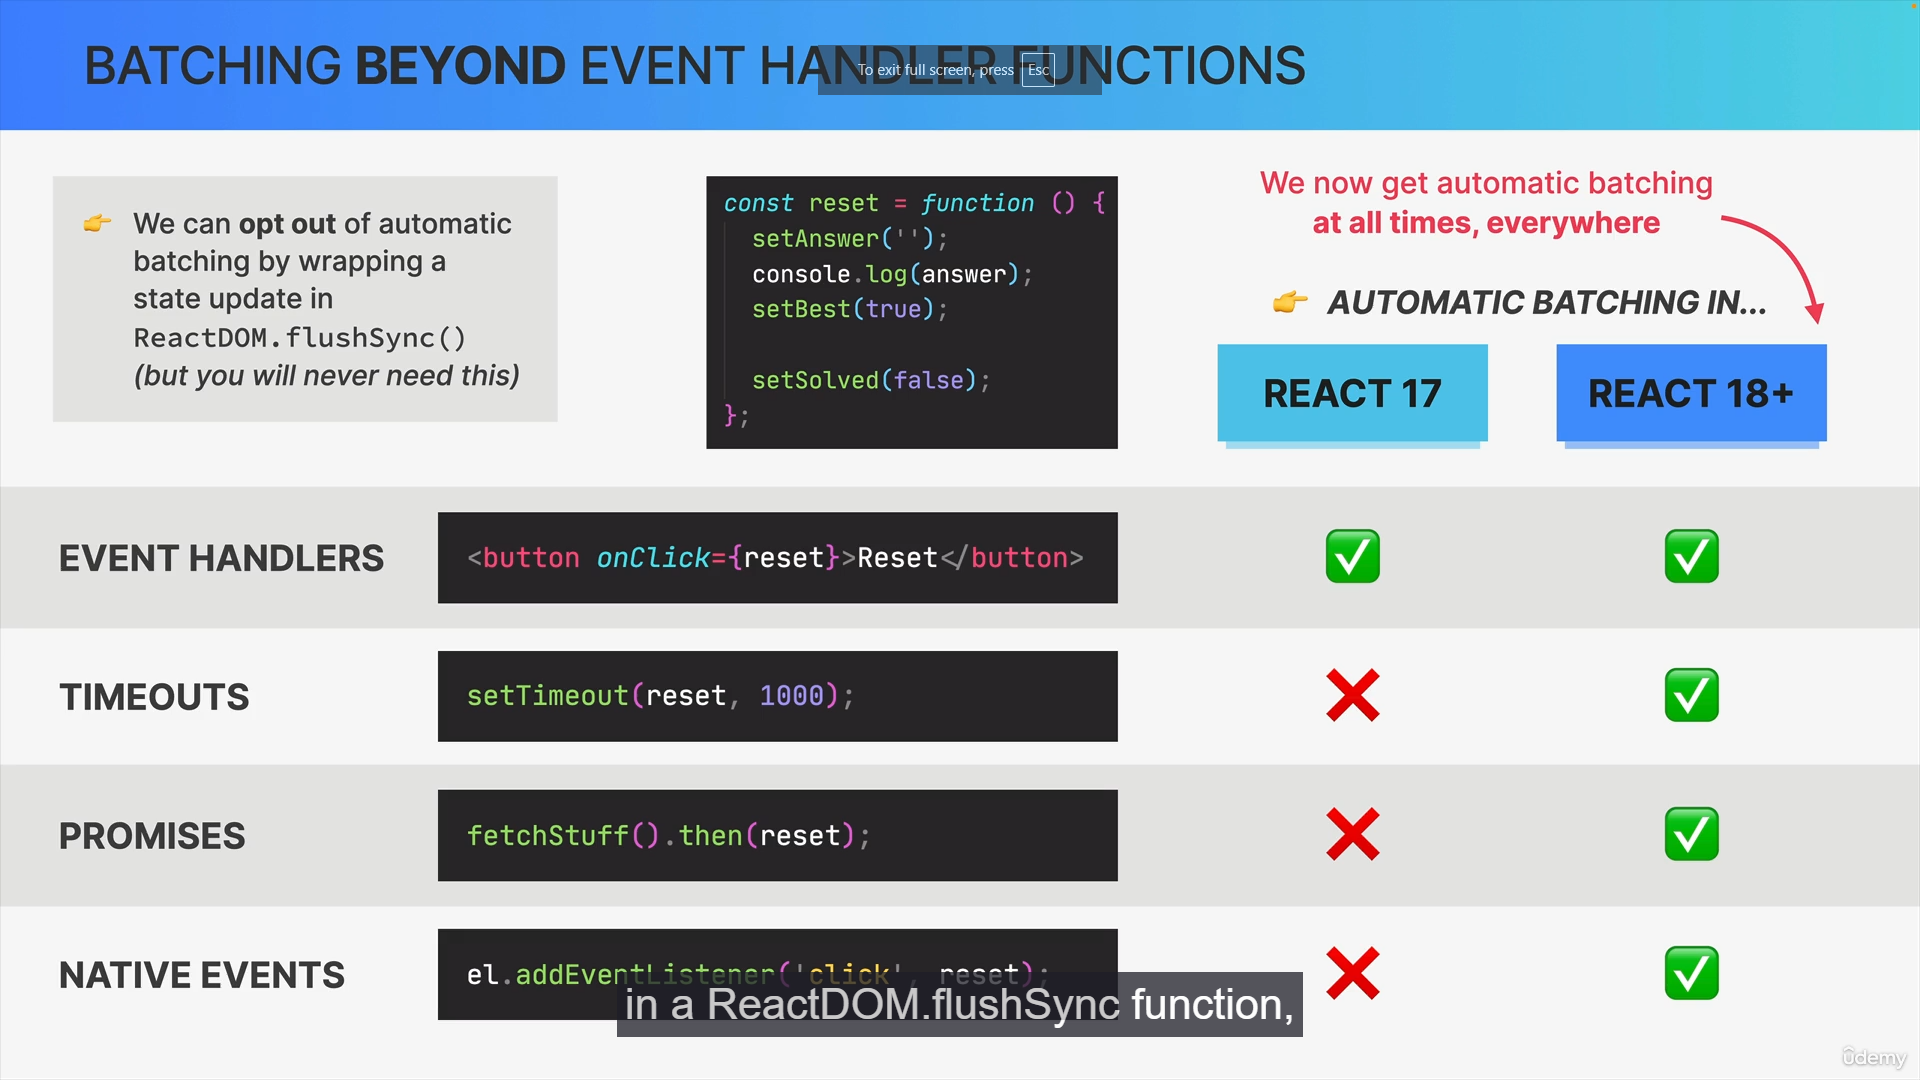 BATCHING BEYOND EVENT HANDLER FUNCTIONS
To exit full screen, press Esc
We can opt out of automatic
batching by wrapping a
state update in
ReactDOM.flushSync()
(but you will never need this)
const reset = function () {
setAnswer('');
console.log(answer);
setBest(true);
setSolved(false);
};
We now get automatic batching
at all times, everywhere
AUTOMATIC BATCHING IN...
REACT 17
REACT 18+
EVENT HANDLERS
<button onClick={reset}>Reset</button>
TIMEOUTS
setTimeout(reset, 1000);
PROMISES
fetchStuff().then(reset);
NATIVE EVENTS
el.addEventListener('click', reset);
in a ReactDOM.flushSync function,
ûdemy